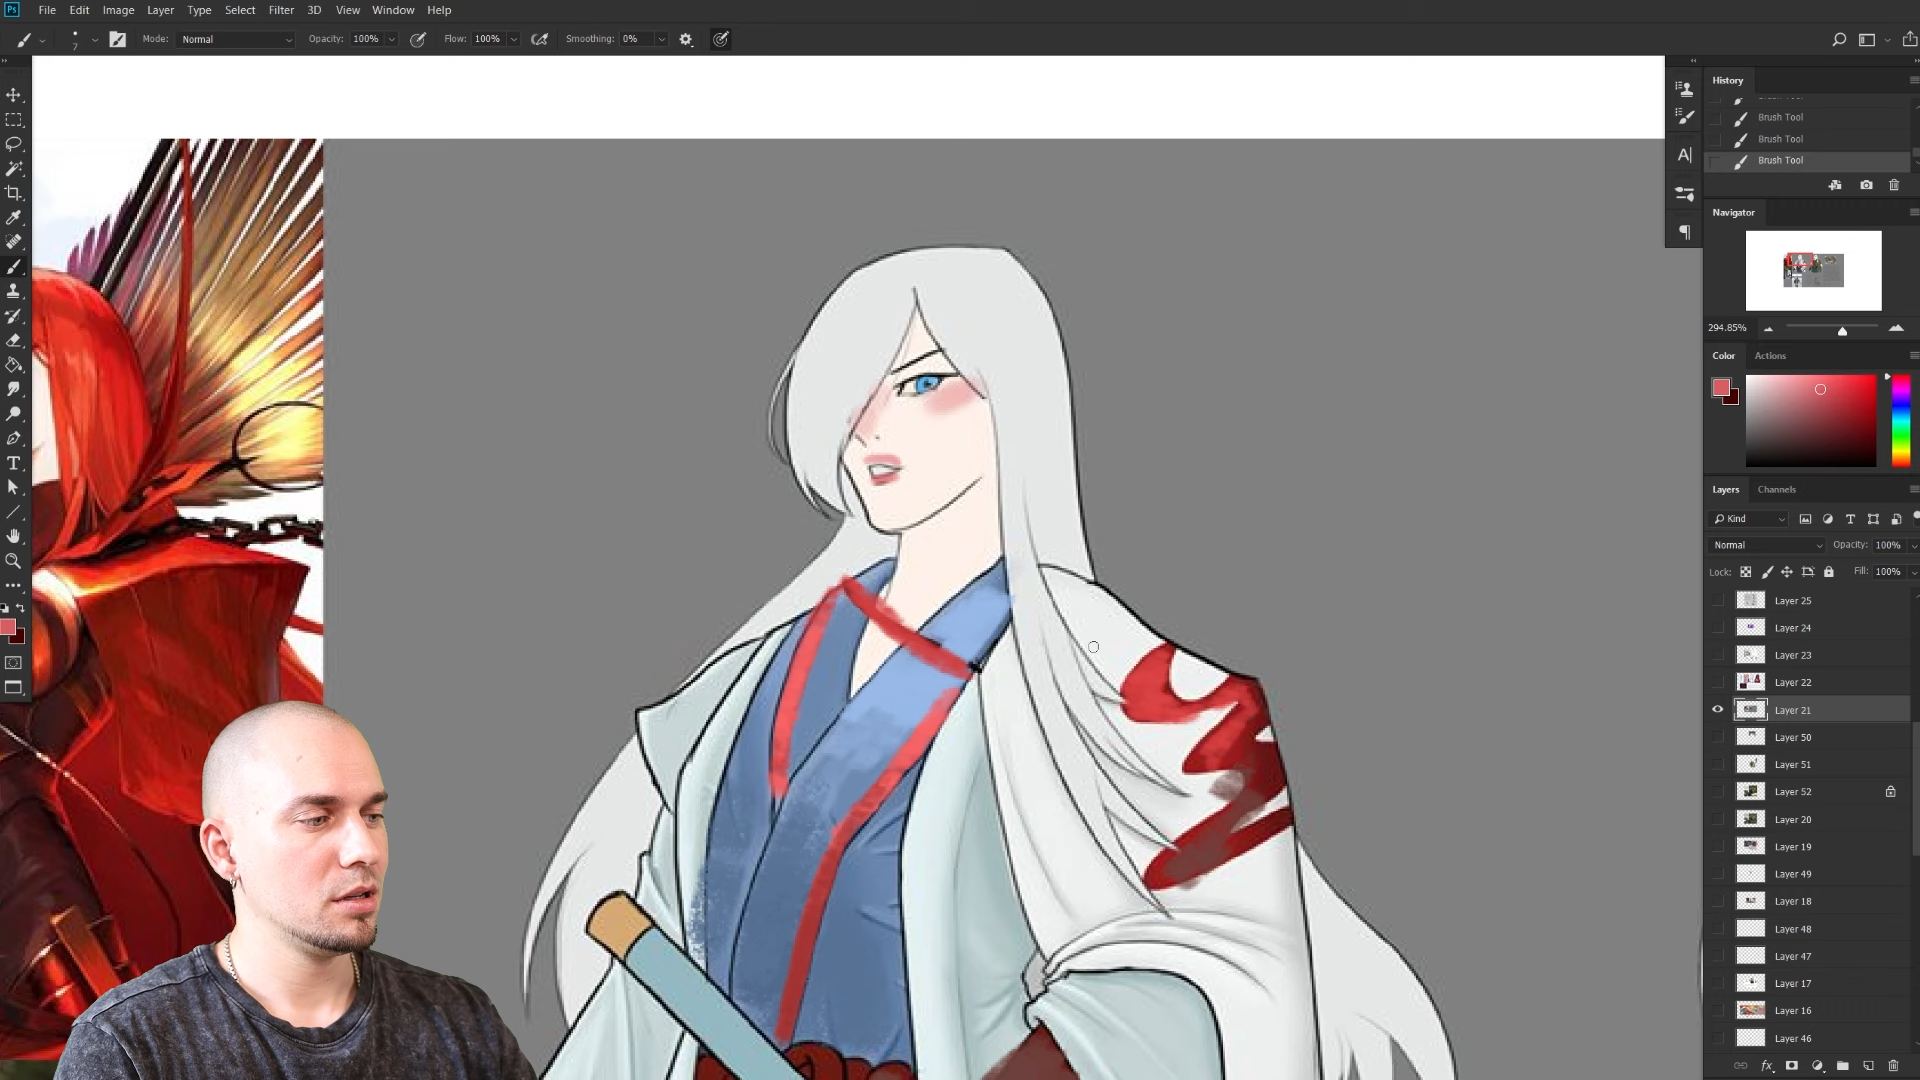 Ps File Edit Image Layer Type Select Filter 3D View Window Help
7 Mode: Normal Opacity: 100% Flow: 100% Smoothing: 0%
History
Brush Tool
Brush Tool
Brush Tool
Navigator
294.85%
Color Actions
Layers Channels
Kind
Normal Opacity: 100%
Lock: Fill: 100%
Layer 25
Layer 24
Layer 23
Layer 22
Layer 21
Layer 50
Layer 51
Layer 52
Layer 20
Layer 19
Layer 49
Layer 18
Layer 48
Layer 47
Layer 17
Layer 16
Layer 46
fx